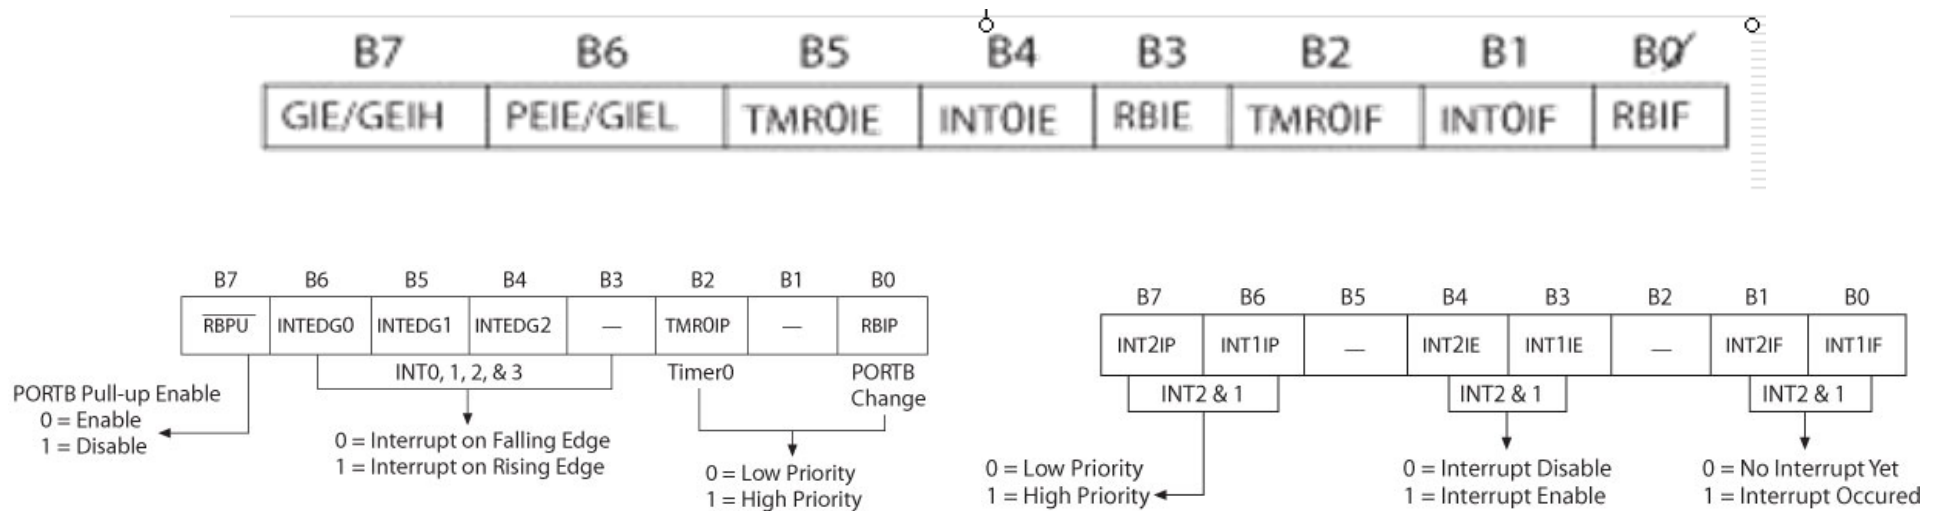 B7 B6 B5 B4 B3 B2 B1 B0
GIE/GEIH PEIE/GIEL TMR0IE INT0IE RBIE TMR0IF INT0IF RBIF
B7 B6 B5 B4 B3 B2 B1 B0
RBPU INTEDG0 INTEDG1 INTEDG2 — TMR0IP — RBIP
INT0, 1, 2, & 3
Timer0
PORTB
Change
PORTB Pull-up Enable
0 = Enable
1 = Disable
0 = Interrupt on Falling Edge
1 = Interrupt on Rising Edge
0 = Low Priority
1 = High Priority
B7 B6 B5 B4 B3 B2 B1 B0
INT2IP INT1IP — INT2IE INT1IE — INT2IF INT1IF
INT2 & 1 INT2 & 1 INT2 & 1
0 = Low Priority
1 = High Priority
0 = Interrupt Disable
1 = Interrupt Enable
0 = No Interrupt Yet
1 = Interrupt Occured